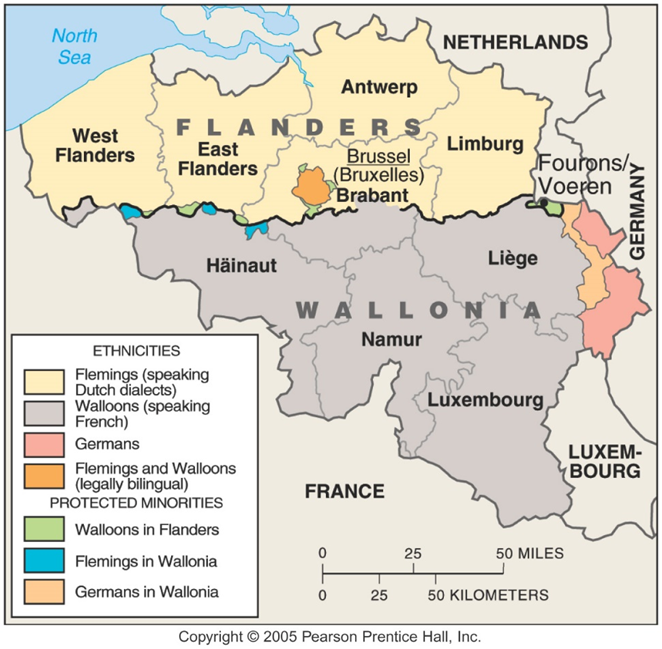 North
Sea
NETHERLANDS
Antwerp
FLANDERS
West
Flanders
East
Flanders
Limburg
Brussel
(Bruxelles)
Brabant
Fourons/
Voeren
GERMANY
Häinaut
Liège
WALLONIA
Namur
Luxembourg
LUXEM-
BOURG
FRANCE
ETHNICITIES
Flemings (speaking
Dutch dialects)
Walloons (speaking
French)
Germans
Flemings and Walloons
(legally bilingual)
PROTECTED MINORITIES
Walloons in Flanders
Flemings in Wallonia
Germans in Wallonia
0 25 50 MILES
0 25 50 KILOMETERS
Copyright © 2005 Pearson Prentice Hall, Inc.